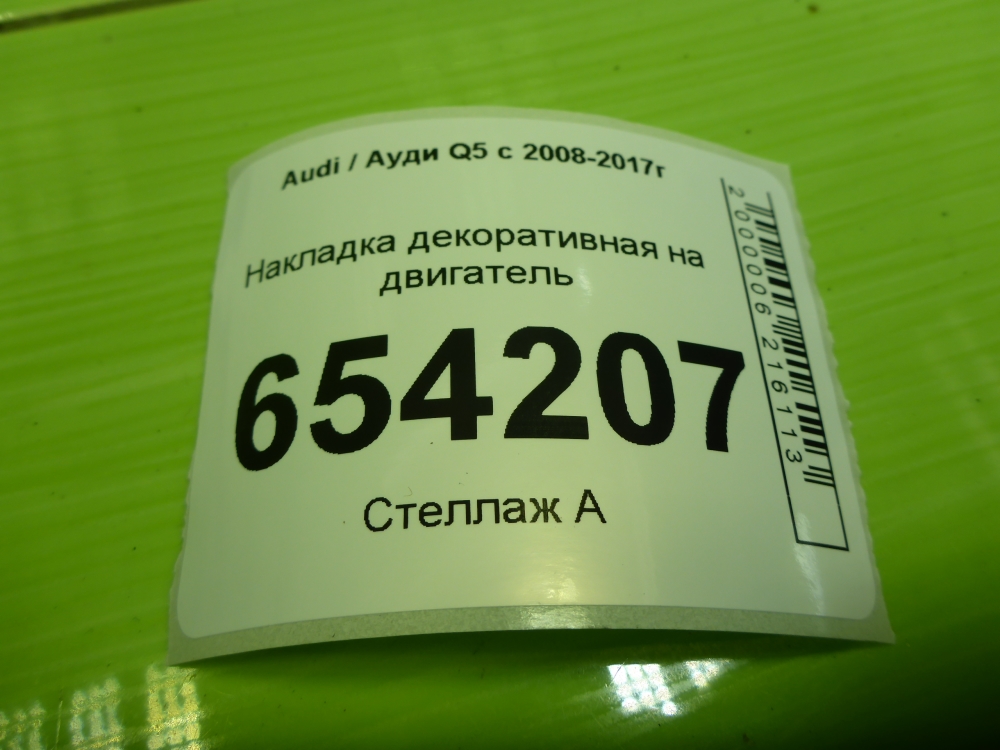 Audi / Ауди Q5 с 2008-2017г
Накладка декоративная на
двигатель
654207
Стеллаж А
2000006216113